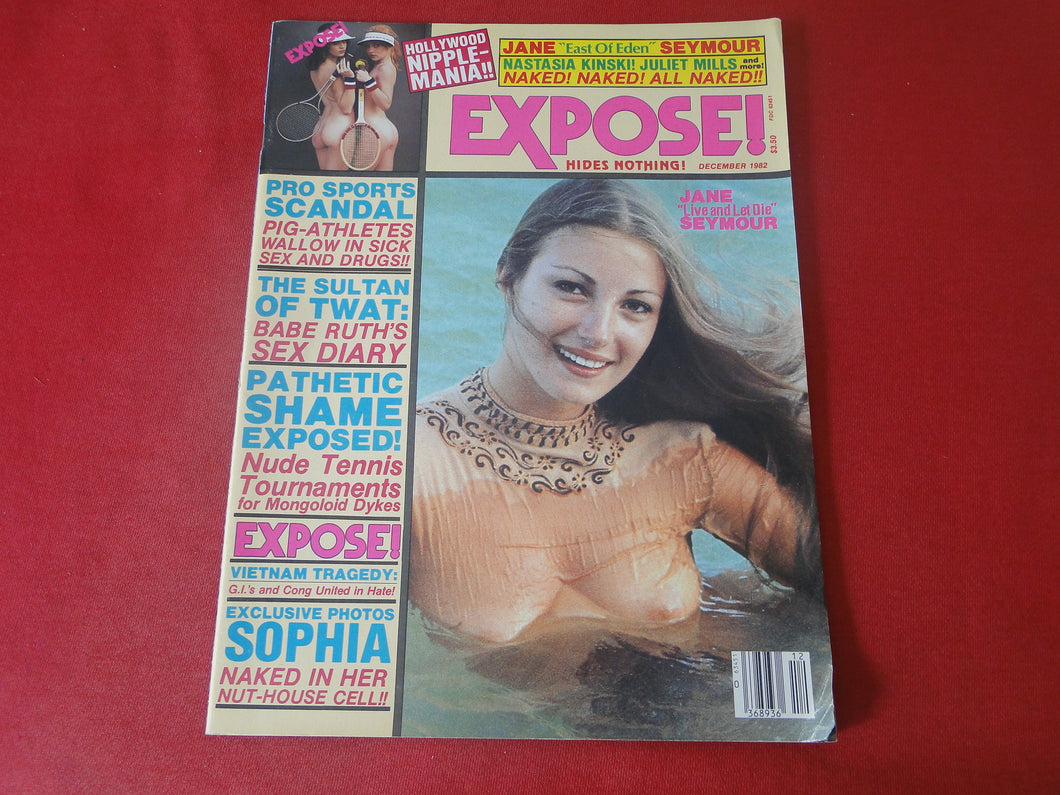 EXPOSE!
HOLLYWOOD
NIPPLE-
MANIA!!
JANE "East Of Eden" SEYMOUR
NASTASIA KINSKI! JULIET MILLS and more!
NAKED! NAKED! ALL NAKED!!
EXPOSE!
HIDES NOTHING!
DECEMBER 1982
$3.50
PRO SPORTS
SCANDAL
PIG-ATHLETES
WALLOW IN SICK
SEX AND DRUGS!!
THE SULTAN
OF TWAT:
BABE RUTH'S
SEX DIARY
PATHETIC
SHAME
EXPOSED!
Nude Tennis
Tournaments
for Mongoloid Dykes
EXPOSE!
VIETNAM TRAGEDY:
G.I.'s and Cong United in Hate!
EXCLUSIVE PHOTOS
SOPHIA
NAKED IN HER
NUT-HOUSE CELL!!
JANE
"Live and Let Die"
SEYMOUR
12
0 63451
368936